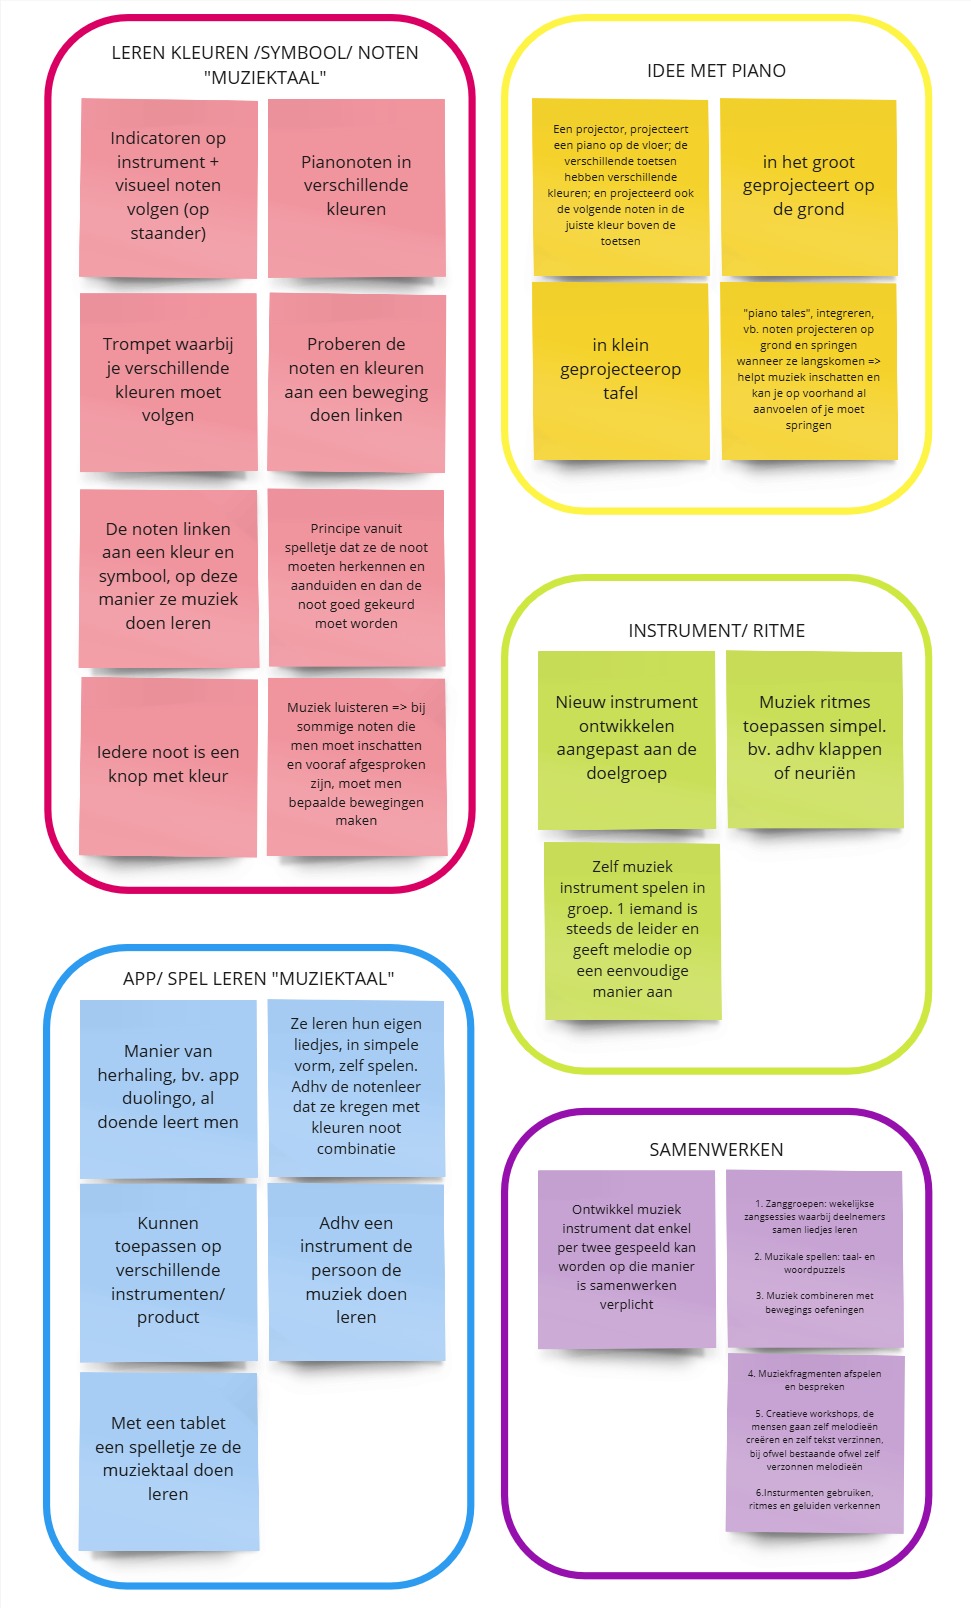 LEREN KLEUREN /SYMBOOL/ NOTEN
"MUZIEKTAAL"
Indicatoren op
instrument +
visueel noten
volgen (op
staander)
Pianonoten in
verschillende
kleuren
Trompet waarbij
je verschillende
kleuren moet
volgen
Proberen de
noten en kleuren
aan een beweging
doen linken
De noten linken
aan een kleur en
symbool, op deze
manier ze muziek
doen leren
Principe vanuit
spelletje dat ze de noot
moeten herkennen en
aanduiden en dan de
noot goed gekeurd
moet worden
Iedere noot is een
knop met kleur
Muziek luisteren => bij
sommige noten die
men moet inschatten
en vooraf afgesproken
zijn, moet men
bepaalde bewegingen
maken
IDEE MET PIANO
Een projector, projecteert
een piano op de vloer; de
verschillende toetsen
hebben verschillende
kleuren; en projecteerd ook
de volgende noten in de
juiste kleur boven de
toetsen
in het groot
geprojecteert op
de grond
in klein
geprojecteerop
tafel
"piano tales", integreren,
vb. noten projecteren op
grond en springen
wanneer ze langskomen =>
helpt muziek inschatten en
kan je op voorhand al
aanvoelen of je moet
springen
INSTRUMENT/ RITME
Nieuw instrument
ontwikkelen
aangepast aan de
doelgroep
Muziek ritmes
toepassen simpel.
bv. adhv klappen
of neuriën
Zelf muziek
instrument spelen in
groep. 1 iemand is
steeds de leider en
geeft melodie op
een eenvoudige
manier aan
APP/ SPEL LEREN "MUZIEKTAAL"
Manier van
herhaling, bv. app
duolingo, al
doende leert men
Ze leren hun eigen
liedjes, in simpele
vorm, zelf spelen.
Adhv de notenleer
dat ze kregen met
kleuren noot
combinatie
Kunnen
toepassen op
verschillende
instrumenten/
product
Adhv een
instrument de
persoon de
muziek doen
leren
Met een tablet
een spelletje ze de
muziektaal doen
leren
SAMENWERKEN
Ontwikkel muziek
instrument dat enkel
per twee gespeeld kan
worden op die manier
is samenwerken
verplicht
1. Zanggroepen: wekelijkse
zangsessies waarbij deelnemers
samen liedjes leren
2. Muzikale spellen: taal- en
woordpuzzels
3. Muziek combineren met
bewegings oefeningen
4. Muziekfragmenten afspelen
en bespreken
5. Creatieve workshops, de
mensen gaan zelf melodieën
creëren en zelf tekst verzinnen,
bij ofwel bestaande ofwel zelf
verzonnen melodieën
6.Insturmenten gebruiken,
ritmes en geluiden verkennen